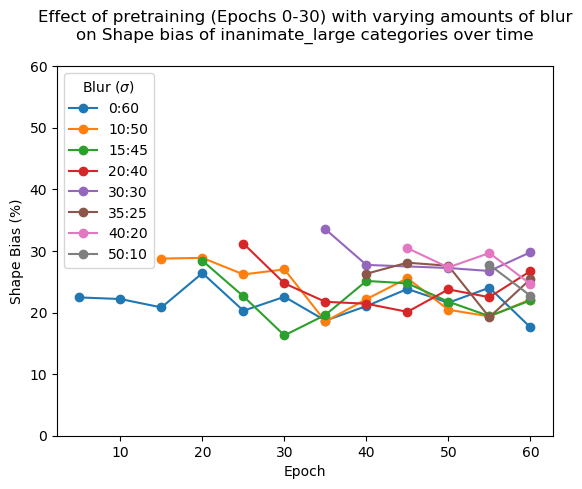 Effect of pretraining (Epochs 0-30) with varying amounts of blur
on Shape bias of inanimate_large categories over time
Blur (σ)
0:60
10:50
15:45
20:40
30:30
35:25
40:20
50:10
Shape Bias (%)
60
50
40
30
20
10
0
10 20 30 40 50 60
Epoch